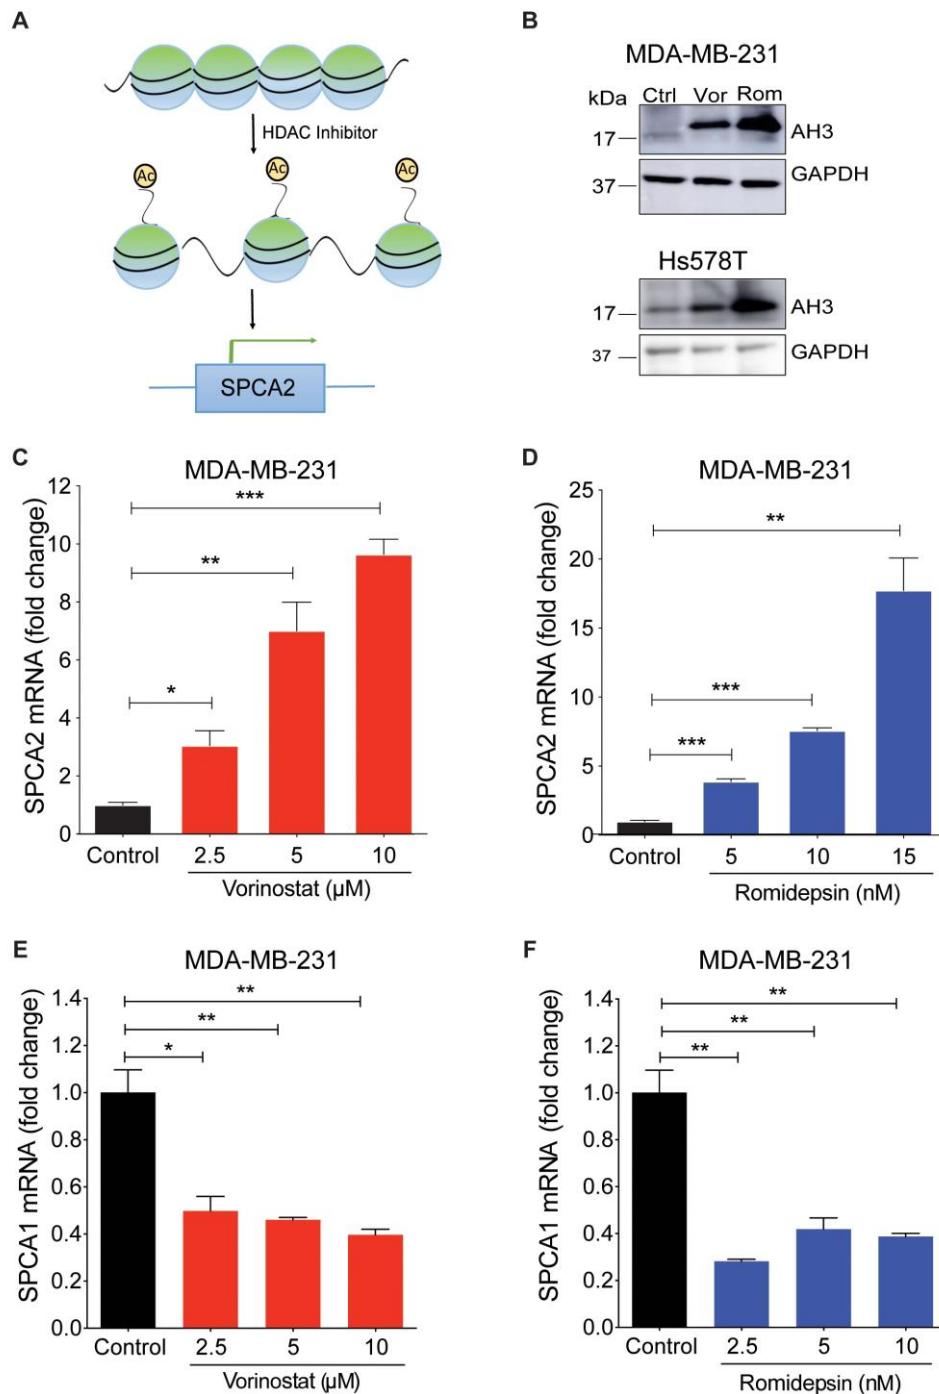 A
HDAC Inhibitor
Ac
Ac
Ac
SPCA2
B
MDA-MB-231
kDa Ctrl Vor Rom
17 AH3
37 GAPDH
Hs578T
17 AH3
37 GAPDH
C
MDA-MB-231
SPCA2 mRNA (fold change)
12
10
8
6
4
2
0
***
**
*
Control 2.5 5 10
Vorinostat (µM)
D
MDA-MB-231
SPCA2 mRNA (fold change)
25
20
15
10
5
0
**
***
***
Control 5 10 15
Romidepsin (nM)
E
MDA-MB-231
SPCA1 mRNA (fold change)
1.4
1.2
1.0
0.8
0.6
0.4
0.2
0.0
**
**
*
Control 2.5 5 10
Vorinostat (µM)
F
MDA-MB-231
SPCA1 mRNA (fold change)
1.4
1.2
1.0
0.8
0.6
0.4
0.2
0.0
**
**
**
Control 2.5 5 10
Romidepsin (nM)